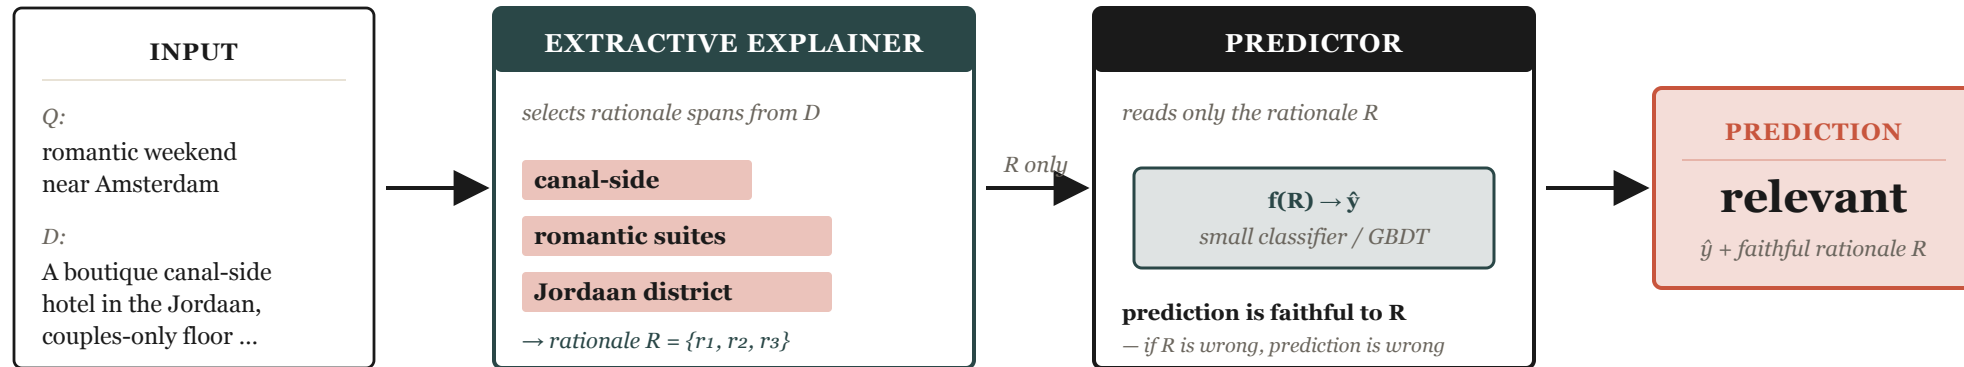 INPUT
Q:
romantic weekend
near Amsterdam
D:
A boutique canal-side
hotel in the Jordaan,
couples-only floor ...
EXTRACTIVE EXPLAINER
selects rationale spans from D
canal-side
romantic suites
Jordaan district
→ rationale R = {r1, r2, r3}
R only
PREDICTOR
reads only the rationale R
f(R) → ŷ
small classifier / GBDT
prediction is faithful to R
— if R is wrong, prediction is wrong
PREDICTION
relevant
ŷ + faithful rationale R